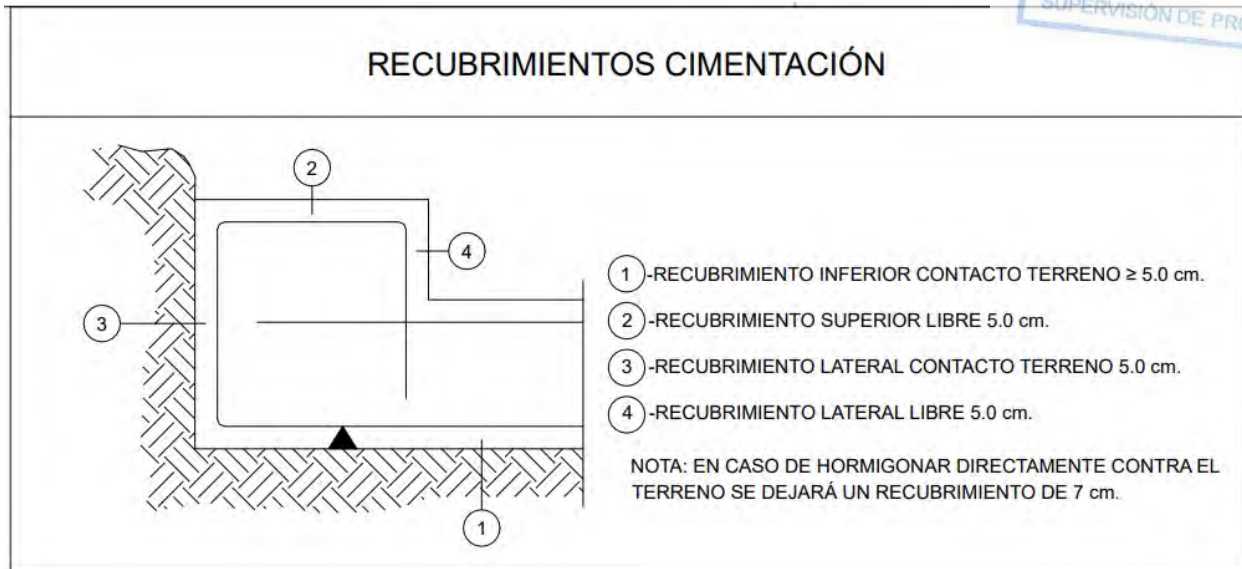 SUPERVISIÓN DE
RECUBRIMIENTOS CIMENTACIÓN
2
4
3
1
1 -RECUBRIMIENTO INFERIOR CONTACTO TERRENO ≥ 5.0 cm.
2 -RECUBRIMIENTO SUPERIOR LIBRE 5.0 cm.
3 -RECUBRIMIENTO LATERAL CONTACTO TERRENO 5.0 cm.
4 -RECUBRIMIENTO LATERAL LIBRE 5.0 cm.
NOTA: EN CASO DE HORMIGONAR DIRECTAMENTE CONTRA EL
TERRENO SE DEJARÁ UN RECUBRIMIENTO DE 7 cm.